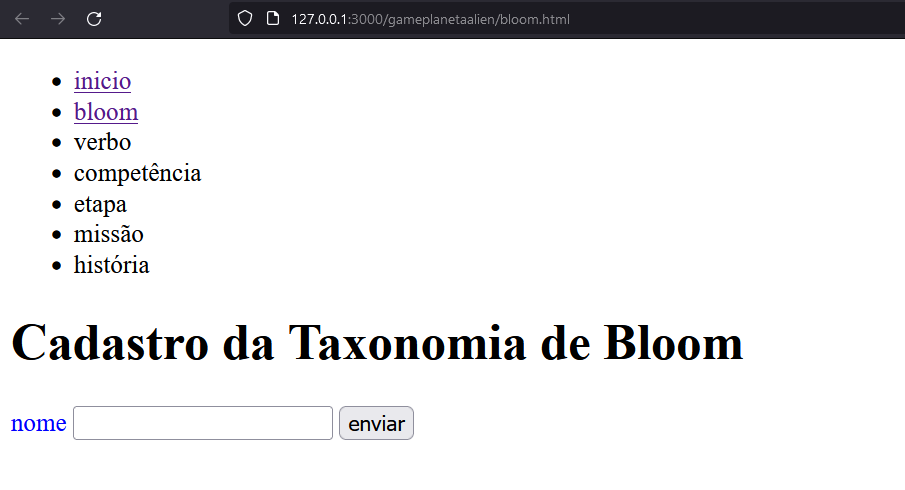 127.0.0.1:3000/gameplanetaalien/bloom.html
inicio
bloom
verbo
competência
etapa
missão
história
Cadastro da Taxonomia de Bloom
nome enviar